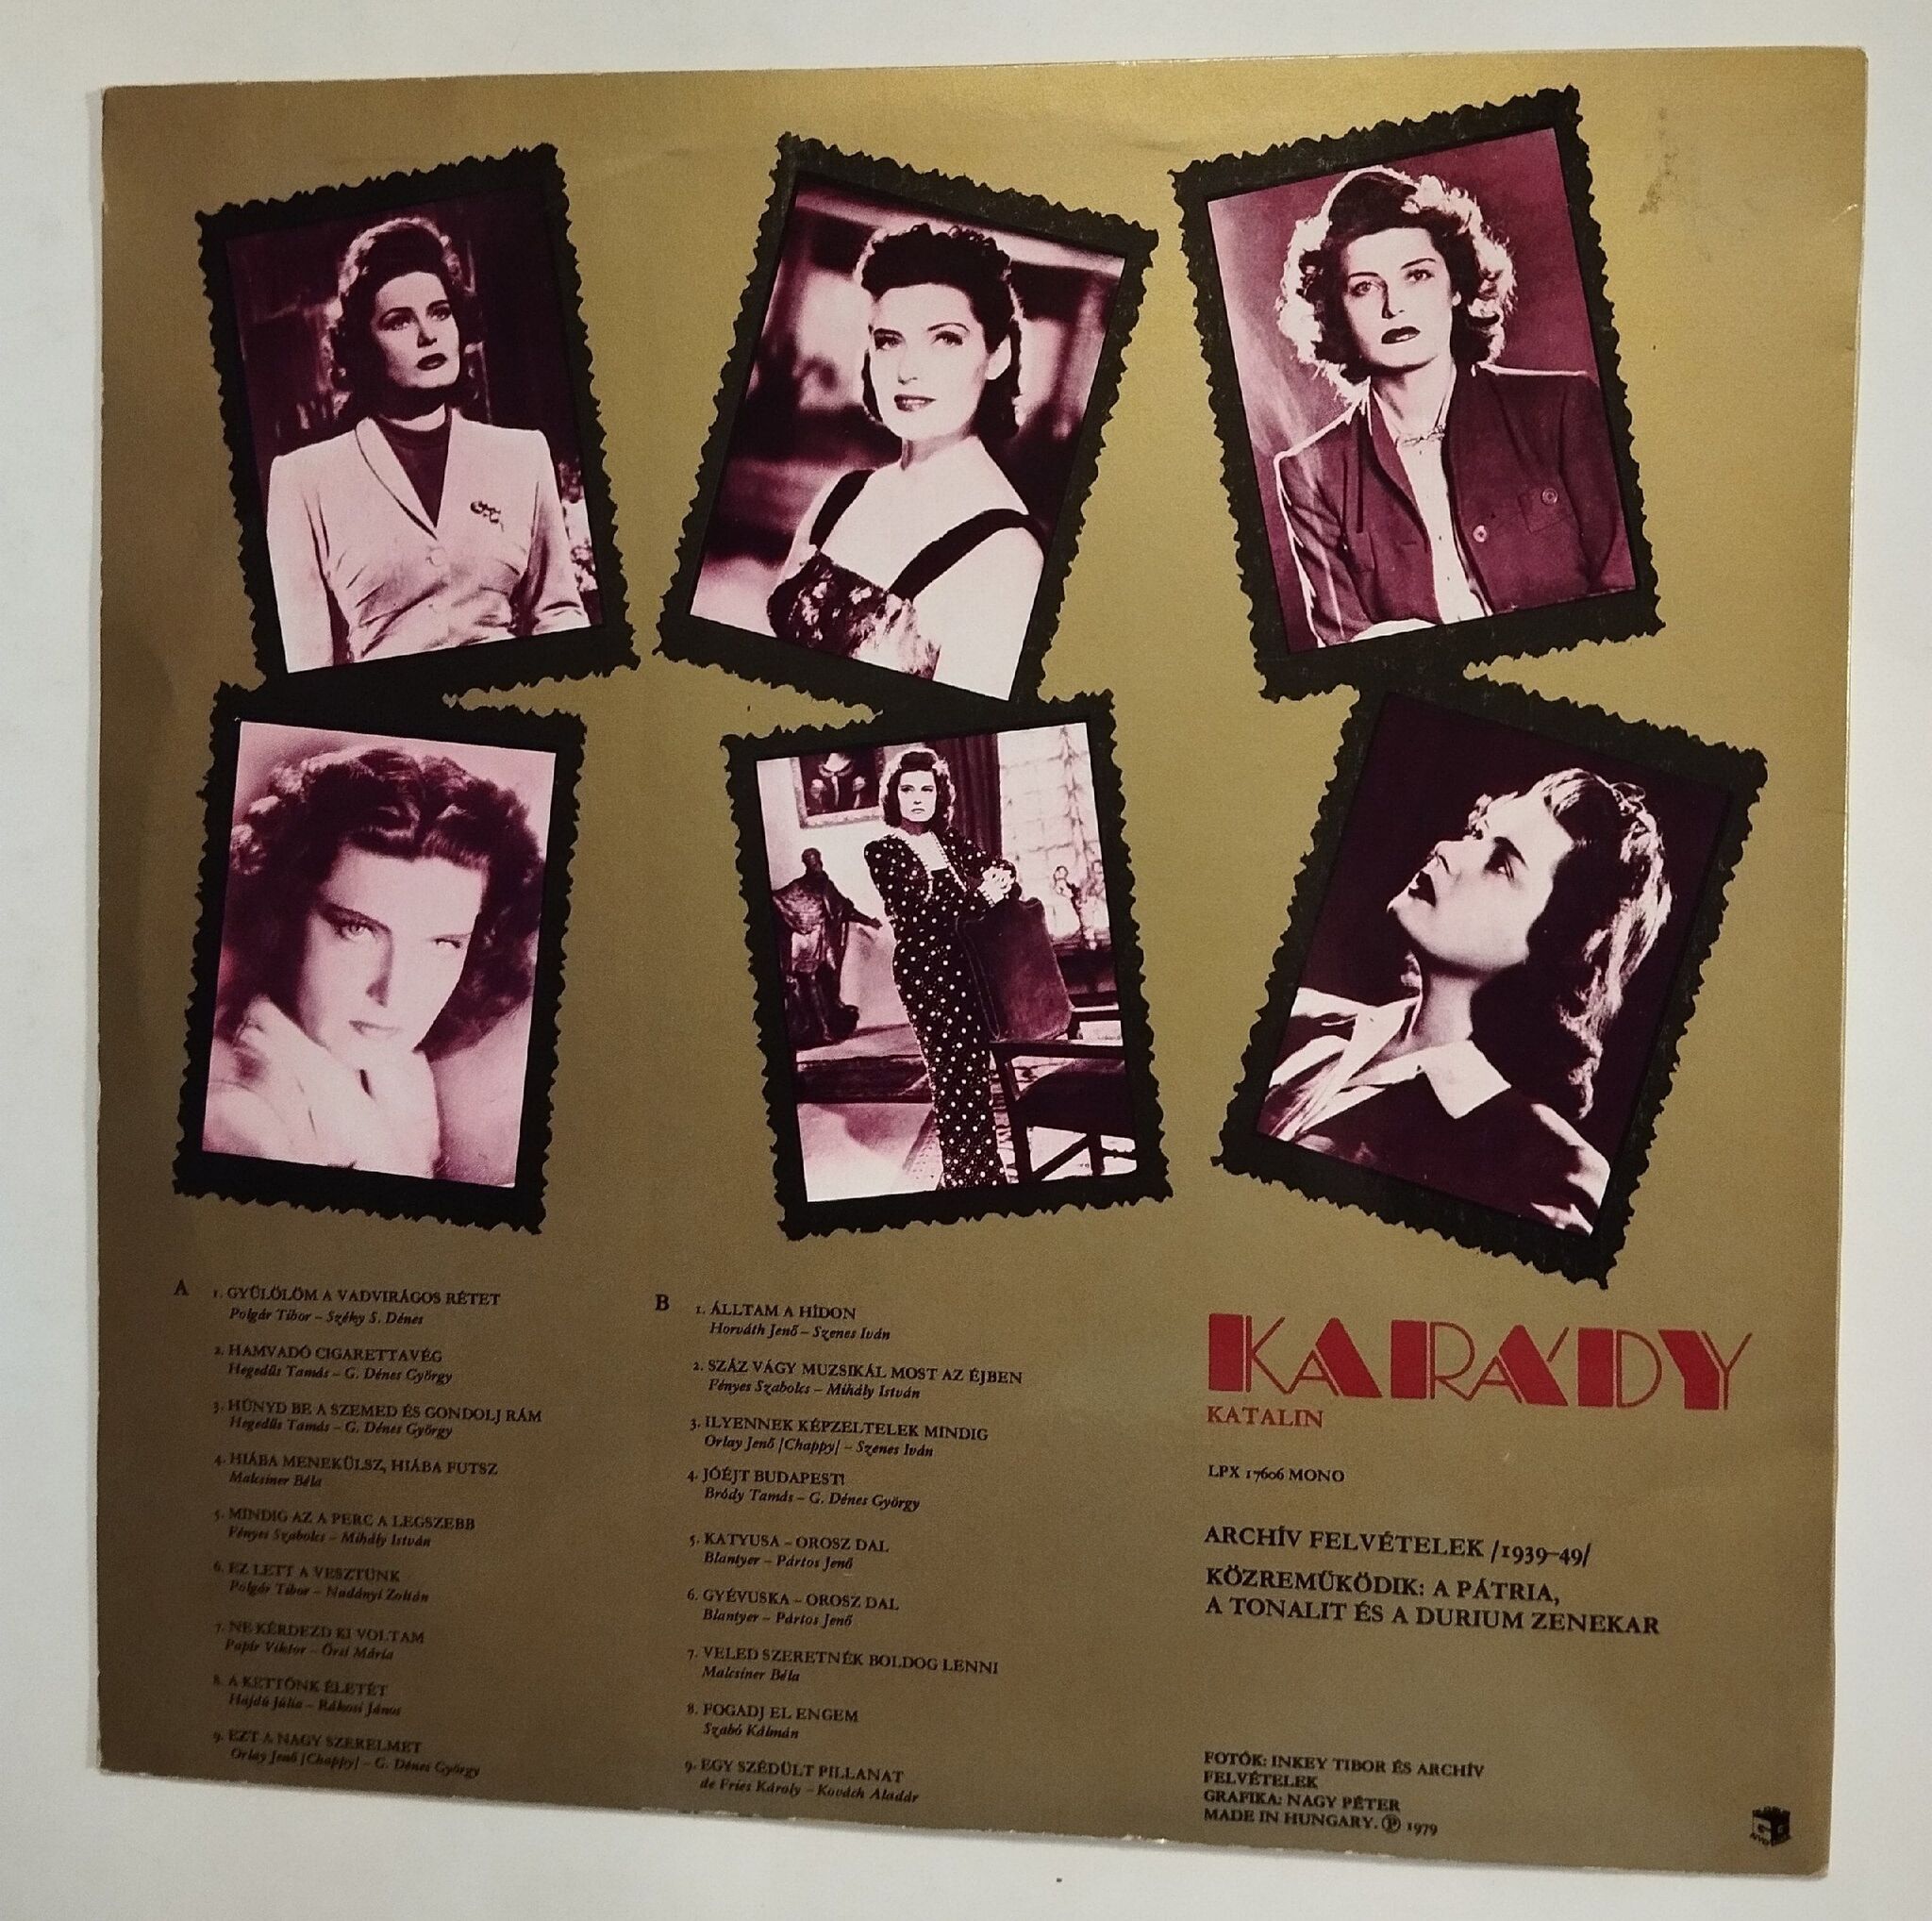 A
1. GYŰLÖLÖM A VADVIRÁGOS RÉTET
Polgár Tibor – Széky S. Dénes
2. HAMVADÓ CIGARETTAVÉG
Hegedűs Tamás – G. Dénes György
3. HÚNYD BE A SZEMED ÉS GONDOLJ RÁM
Hegedűs Tamás – G. Dénes György
4. HIÁBA MENEKÜLSZ, HIÁBA FUTSZ
Malcsiner Béla
5. MINDIG AZ A PERC A LEGSZEBB
Fényes Szabolcs – Mihály István
6. EZ LETT A VESZTÜNK
Polgár Tibor – Nadányi Zoltán
7. NE KÉRDEZD KI VOLTAM
Papír Viktor – Őrsi Mária
8. A KETTŐNK ÉLETÉT
Hajdú Júlia – Rákosi János
9. EZT A NAGY SZERELMET
Orlay Jenő /Chappy/ – G. Dénes György
B
1. ÁLLTAM A HÍDON
Horváth Jenő – Szenes Iván
2. SZÁZ VÁGY MUZSIKÁL MOST AZ ÉJBEN
Fényes Szabolcs – Mihály István
3. ILYENNEK KÉPZELTELEK MINDIG
Orlay Jenő /Chappy/ – Szenes Iván
4. JÓÉJT BUDAPEST!
Bródy Tamás – G. Dénes György
5. KATYUSA – OROSZ DAL
Blantyer – Pártos Jenő
6. GYÉVUSKA – OROSZ DAL
Blantyer – Pártos Jenő
7. VELED SZERETNÉK BOLDOG LENNI
Malcsiner Béla
8. FOGADJ EL ENGEM
Szabó Kálmán
9. EGY SZÉDÜLT PILLANAT
de Fries Károly – Kovách Aladár
KARÁDY
KATALIN
LPX 17606 MONO
ARCHÍV FELVÉTELEK /1939–49/
KÖZREMŰKÖDIK: A PÁTRIA,
A TONALIT ÉS A DURIUM ZENEKAR
FOTÓK: INKEY TIBOR ÉS ARCHÍV
FELVÉTELEK
GRAFIKA: NAGY PÉTER
MADE IN HUNGARY. Ⓟ 1979